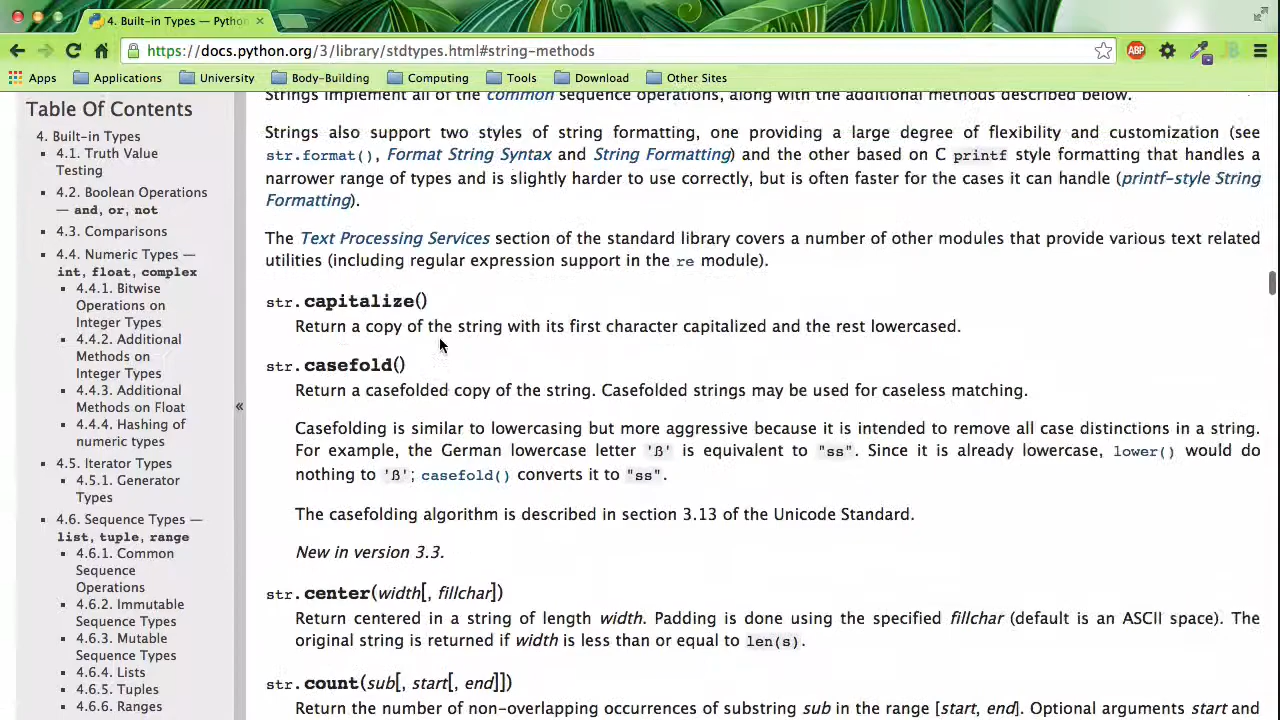 4. Built-in Types — Python
https://docs.python.org/3/library/stdtypes.html#string-methods
ABP
Apps Applications University Body-Building Computing Tools Download Other Sites
Table Of Contents
4. Built-in Types
4.1. Truth Value
Testing
4.2. Boolean Operations
— and, or, not
4.3. Comparisons
4.4. Numeric Types —
int, float, complex
4.4.1. Bitwise
Operations on
Integer Types
4.4.2. Additional
Methods on
Integer Types
4.4.3. Additional
Methods on Float
4.4.4. Hashing of
numeric types
4.5. Iterator Types
4.5.1. Generator
Types
4.6. Sequence Types —
list, tuple, range
4.6.1. Common
Sequence
Operations
4.6.2. Immutable
Sequence Types
4.6.3. Mutable
Sequence Types
4.6.4. Lists
4.6.5. Tuples
4.6.6. Ranges
«
Strings implement all of the common sequence operations, along with the additional methods described below.
Strings also support two styles of string formatting, one providing a large degree of flexibility and customization (see
str.format(), Format String Syntax and String Formatting) and the other based on C printf style formatting that handles a
narrower range of types and is slightly harder to use correctly, but is often faster for the cases it can handle (printf-style String
Formatting).
The Text Processing Services section of the standard library covers a number of other modules that provide various text related
utilities (including regular expression support in the re module).
str.capitalize()
Return a copy of the string with its first character capitalized and the rest lowercased.
str.casefold()
Return a casefolded copy of the string. Casefolded strings may be used for caseless matching.
Casefolding is similar to lowercasing but more aggressive because it is intended to remove all case distinctions in a string.
For example, the German lowercase letter 'ß' is equivalent to "ss". Since it is already lowercase, lower() would do
nothing to 'ß'; casefold() converts it to "ss".
The casefolding algorithm is described in section 3.13 of the Unicode Standard.
New in version 3.3.
str.center(width[, fillchar])
Return centered in a string of length width. Padding is done using the specified fillchar (default is an ASCII space). The
original string is returned if width is less than or equal to len(s).
str.count(sub[, start[, end]])
Return the number of non-overlapping occurrences of substring sub in the range [start, end]. Optional arguments start and